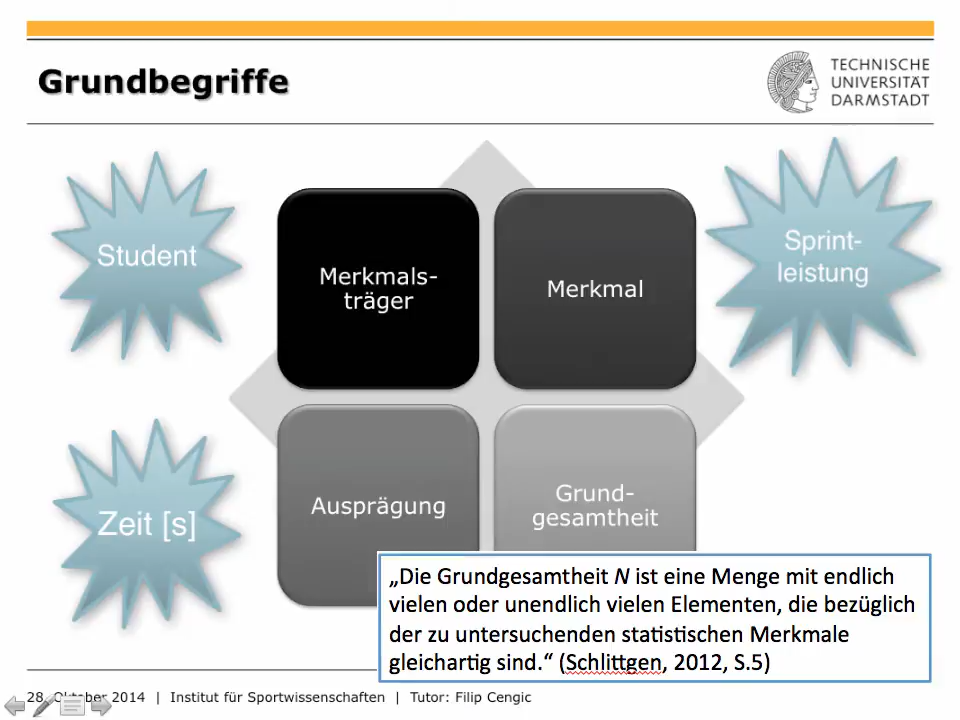 Grundbegriffe
TECHNISCHE
UNIVERSITÄT
DARMSTADT
Student
Merkmals-
träger
Merkmal
Sprint-
leistung
Zeit [s]
Ausprägung
Grund-
gesamtheit
„Die Grundgesamtheit N ist eine Menge mit endlich
vielen oder unendlich vielen Elementen, die bezüglich
der zu untersuchenden statistischen Merkmale
gleichartig sind.“ (Schlittgen, 2012, S.5)
28. Oktober 2014 | Institut für Sportwissenschaften | Tutor: Filip Cengic